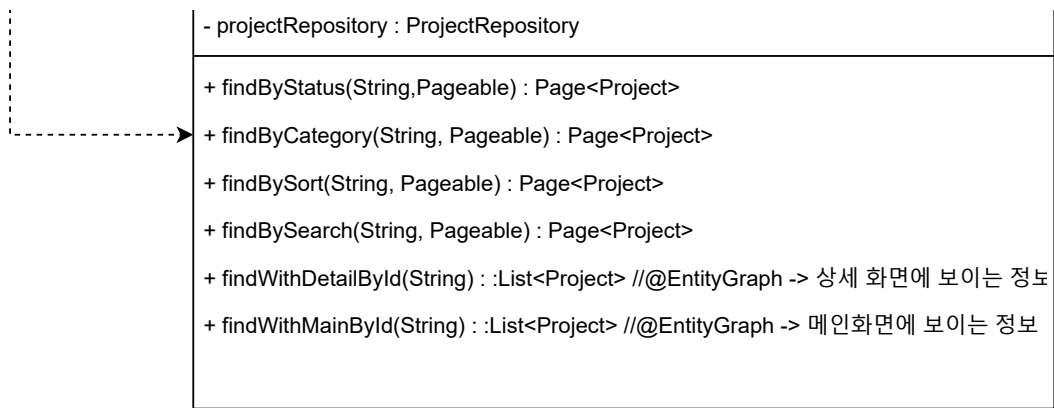 - projectRepository : ProjectRepository
+ findByStatus(String,Pageable) : Page<Project>
+ findByCategory(String, Pageable) : Page<Project>
+ findBySort(String, Pageable) : Page<Project>
+ findBySearch(String, Pageable) : Page<Project>
+ findWithDetailById(String) : :List<Project> //@EntityGraph -> 상세 화면에 보이는 정보
+ findWithMainById(String) : :List<Project> //@EntityGraph -> 메인화면에 보이는 정보